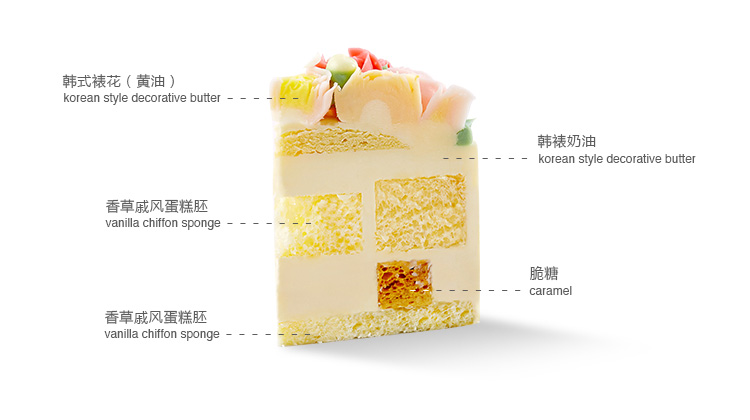 韩式裱花（黄油）
korean style decorative butter
韩裱奶油
korean style decorative butter
香草戚风蛋糕胚
vanilla chiffon sponge
脆糖
caramel
香草戚风蛋糕胚
vanilla chiffon sponge